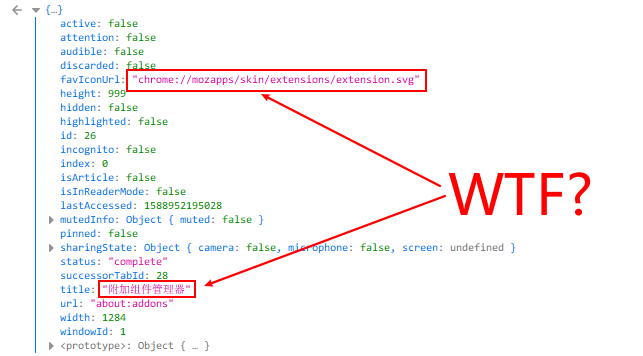 {…}
active: false
attention: false
audible: false
discarded: false
favIconUrl: "chrome://mozapps/skin/extensions/extension.svg"
height: 999
hidden: false
highlighted: false
id: 26
incognito: false
index: 0
isArticle: false
isInReaderMode: false
lastAccessed: 1588952195028
mutedInfo: Object { muted: false }
pinned: false
sharingState: Object { camera: false, microphone: false, screen: undefined }
status: "complete"
successorTabId: 28
title: "附加组件管理器"
url: "about:addons"
width: 1284
windowId: 1
<prototype>: Object { … }
WTF?